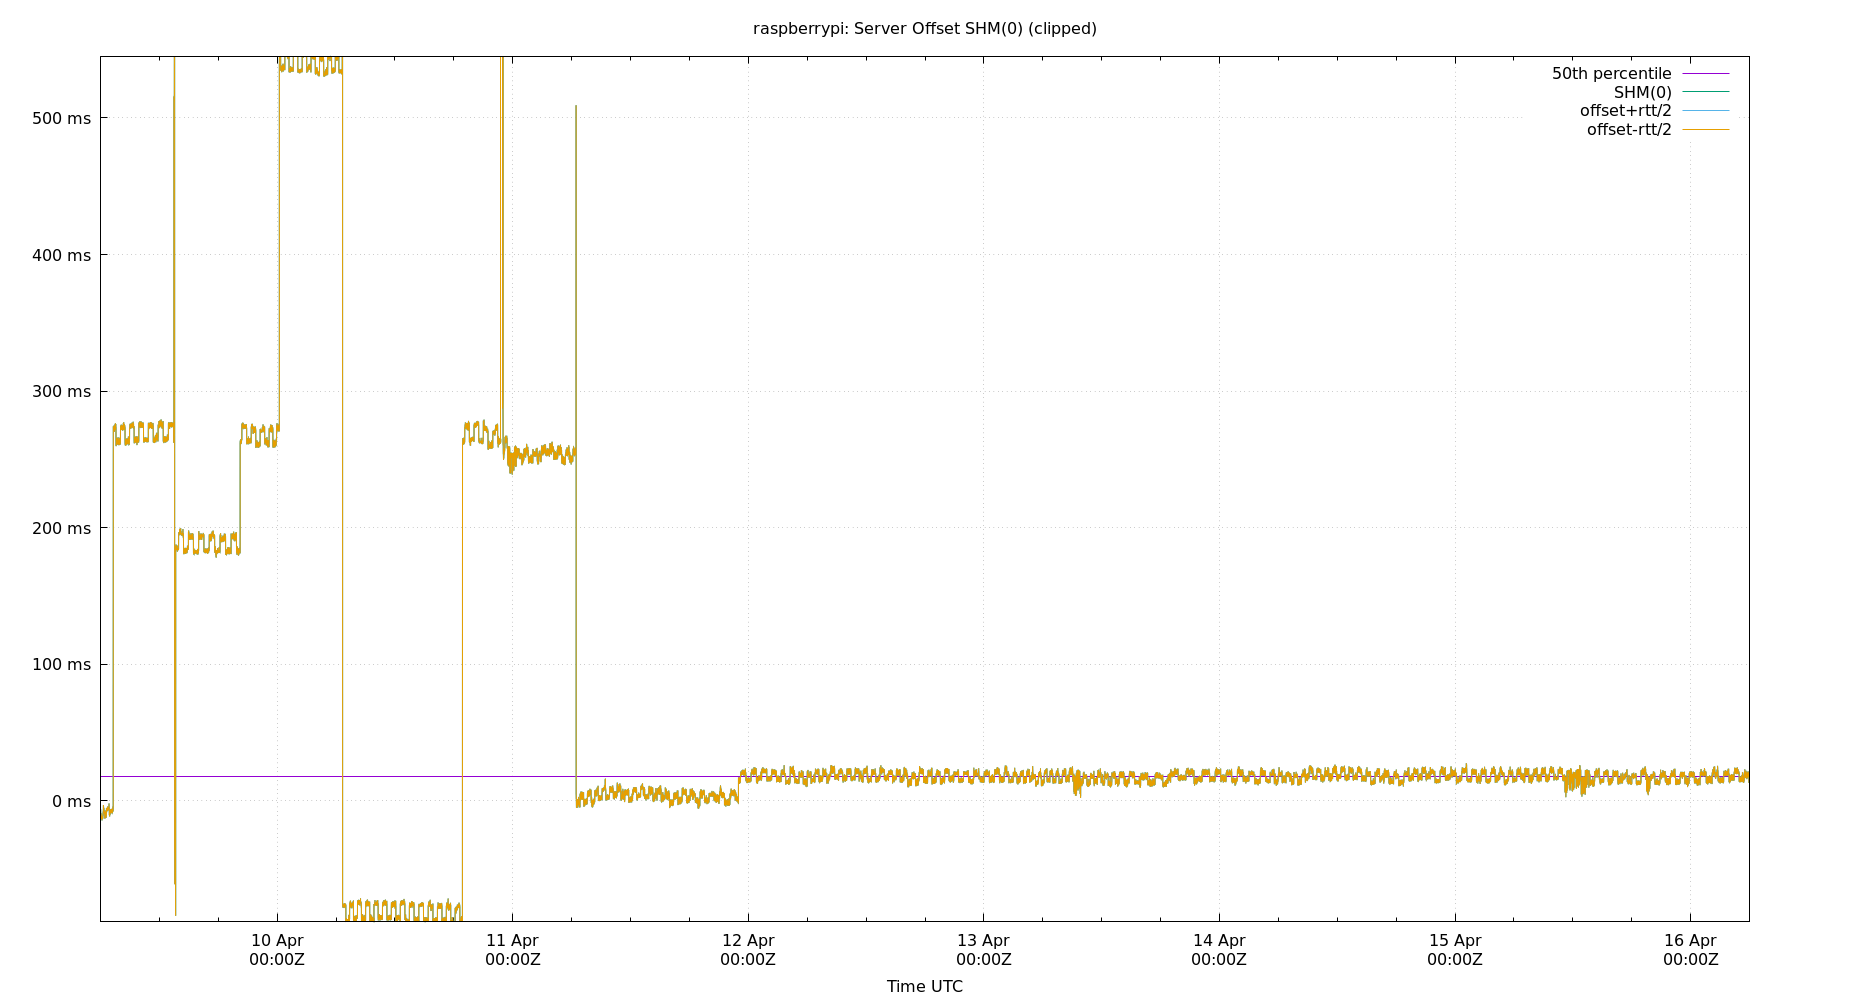 raspberrypi: Server Offset SHM(0) (clipped)
50th percentile
SHM(0)
offset+rtt/2
offset-rtt/2
500 ms
400 ms
300 ms
200 ms
100 ms
0 ms
10 Apr 11 Apr 12 Apr 13 Apr 14 Apr 15 Apr 16 Apr
00:00Z 00:00Z 00:00Z 00:00Z 00:00Z 00:00Z 00:00Z
Time UTC